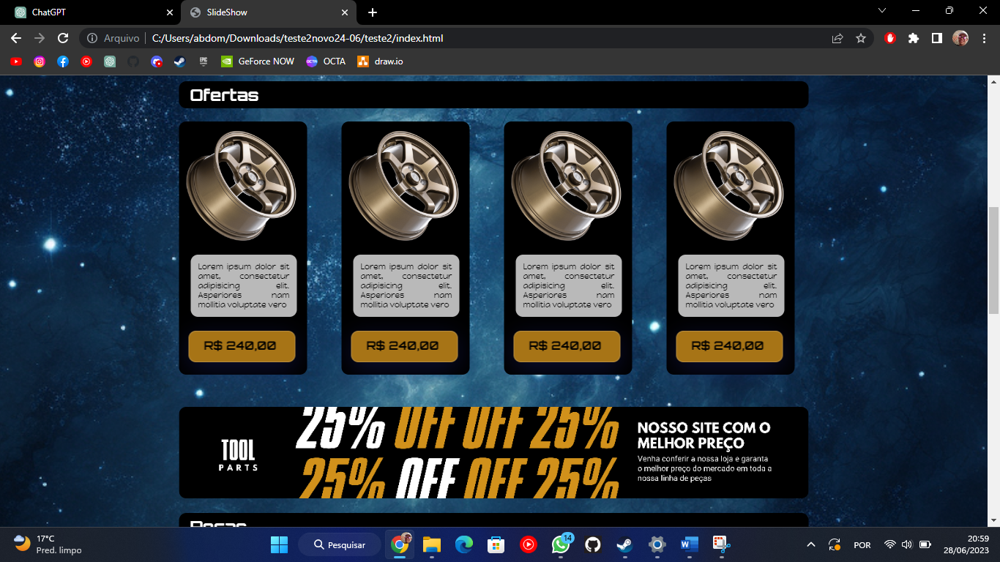 ChatGPT
SlideShow
Arquivo
C:/Users/abdom/Downloads/teste2novo24-06/teste2/index.html
EPIC
GeForce NOW
OCTA
OCTA
draw.io
Ofertas
Lorem ipsum dolor sit
amet, consectetur
adipisicing elit.
Asperiores nam
mollitia voluptate vero
R$ 240,00
Lorem ipsum dolor sit
amet, consectetur
adipisicing elit.
Asperiores nam
mollitia voluptate vero
R$ 240,00
Lorem ipsum dolor sit
amet, consectetur
adipisicing elit.
Asperiores nam
mollitia voluptate vero
R$ 240,00
Lorem ipsum dolor sit
amet, consectetur
adipisicing elit.
Asperiores nam
mollitia voluptate vero
R$ 240,00
TOOL
PARTS
25% OFF OFF 25%
25% OFF OFF 25%
NOSSO SITE COM O
MELHOR PREÇO
Venha conferir a nossa loja e garanta
o melhor preço do mercado em toda a
nossa linha de peças
17°C
Pred. limpo
Pesquisar
14
POR
20:59
28/06/2023